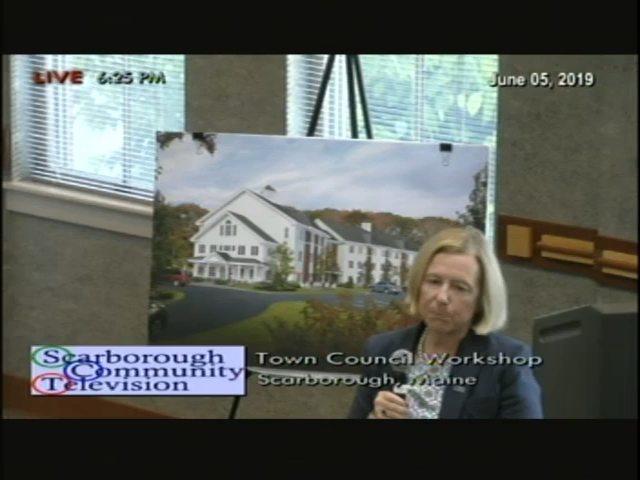 LIVE 6:25 PM
June 05, 2019
Scarborough
Community
Television
Town Council Workshop
Scarborough, Maine